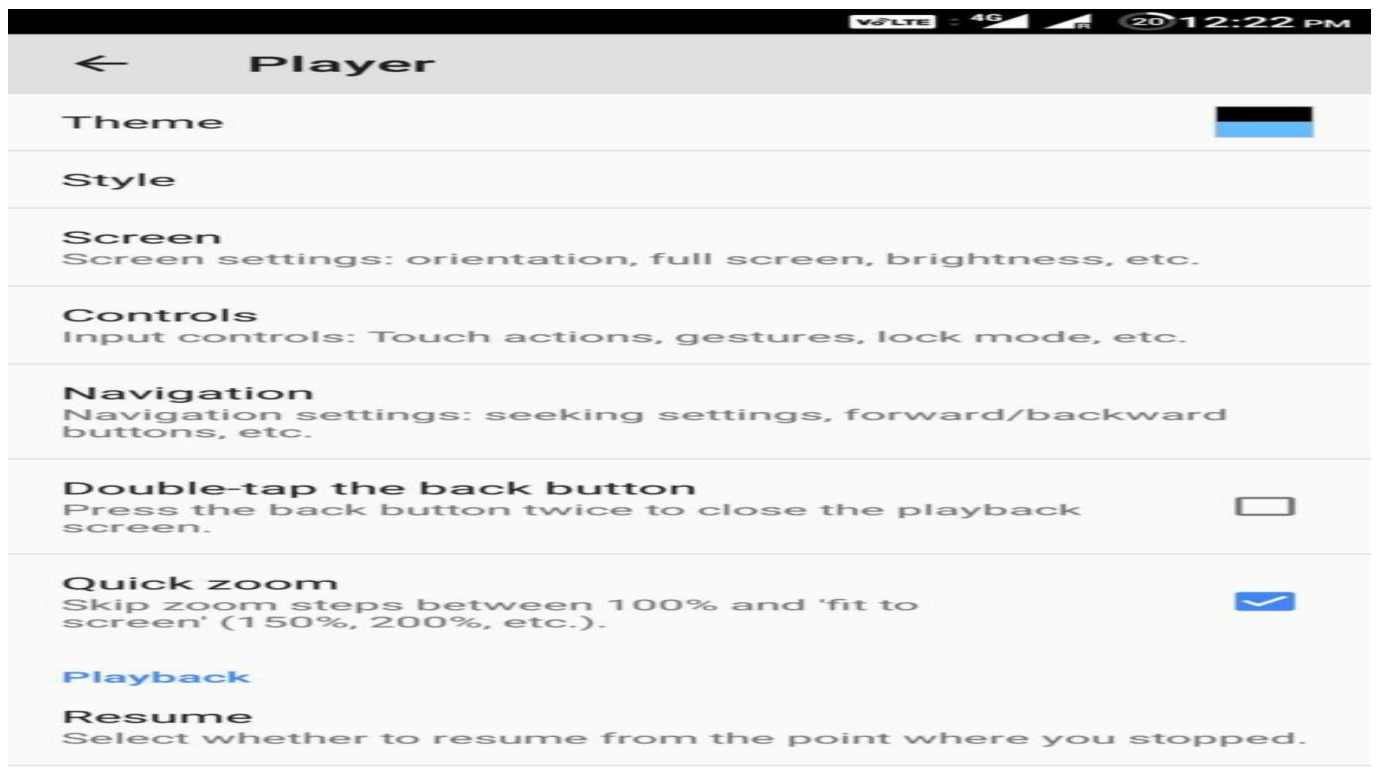 VoLTE 4G R 20 12:22 PM
Player
Theme
Style
Screen
Screen settings: orientation, full screen, brightness, etc.
Controls
Input controls: Touch actions, gestures, lock mode, etc.
Navigation
Navigation settings: seeking settings, forward/backward
buttons, etc.
Double-tap the back button
Press the back button twice to close the playback
screen.
Quick zoom
Skip zoom steps between 100% and 'fit to
screen' (150%, 200%, etc.).
Playback
Resume
Select whether to resume from the point where you stopped.